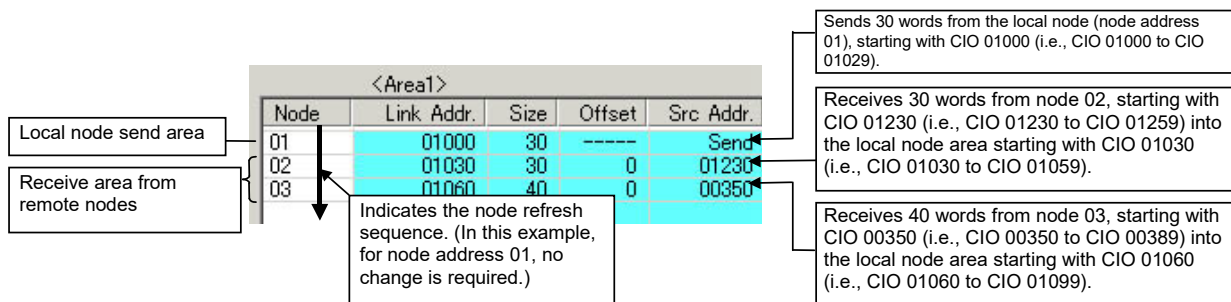 Sends 30 words from the local node (node address
01), starting with CIO 01000 (i.e., CIO 01000 to CIO
01029).
<Area1>
Node Link Addr. Size Offset Src Addr.
01 01000 30 ----- Send
02 01030 30 0 01230
03 01060 40 0 00350
Local node send area
Receive area from
remote nodes
Indicates the node refresh
sequence. (In this example,
for node address 01, no
change is required.)
Receives 30 words from node 02, starting with
CIO 01230 (i.e., CIO 01230 to CIO 01259) into
the local node area starting with CIO 01030
(i.e., CIO 01030 to CIO 01059).
Receives 40 words from node 03, starting with
CIO 00350 (i.e., CIO 00350 to CIO 00389) into
the local node area starting with CIO 01060
(i.e., CIO 01060 to CIO 01099).